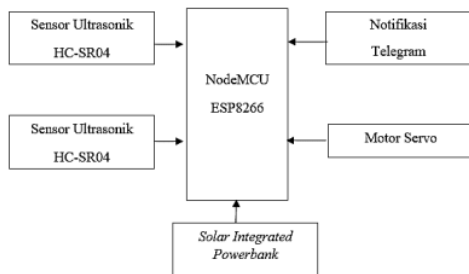 Sensor Ultrasonik
HC-SR04
Sensor Ultrasonik
HC-SR04
NodeMCU
ESP8266
Notifikasi
Telegram
Motor Servo
Solar Integrated
Powerbank